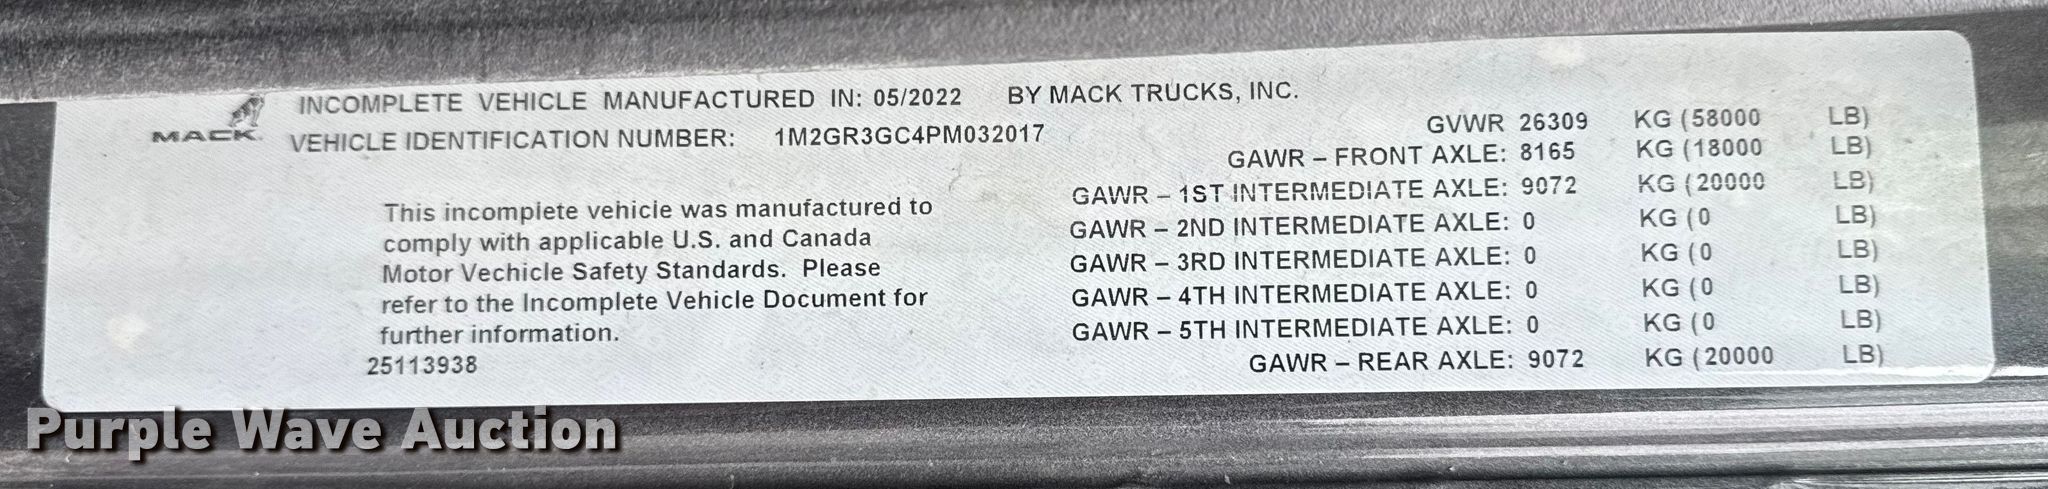 INCOMPLETE VEHICLE MANUFACTURED IN: 05/2022 BY MACK TRUCKS, INC.
MACK
VEHICLE IDENTIFICATION NUMBER: 1M2GR3GC4PM032017
This incomplete vehicle was manufactured to
comply with applicable U.S. and Canada
Motor Vechicle Safety Standards. Please
refer to the Incomplete Vehicle Document for
further information.
25113938
GVWR 26309 KG (58000 LB)
GAWR – FRONT AXLE: 8165 KG (18000 LB)
GAWR – 1ST INTERMEDIATE AXLE: 9072 KG (20000 LB)
GAWR – 2ND INTERMEDIATE AXLE: 0 KG (0 LB)
GAWR – 3RD INTERMEDIATE AXLE: 0 KG (0 LB)
GAWR – 4TH INTERMEDIATE AXLE: 0 KG (0 LB)
GAWR – 5TH INTERMEDIATE AXLE: 0 KG (0 LB)
GAWR – REAR AXLE: 9072 KG (20000 LB)
Purple Wave Auction